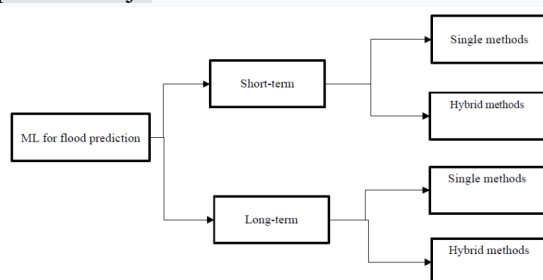 Single methods
Short-term
Hybrid methods
ML for flood prediction
Single methods
Long-term
Hybrid methods